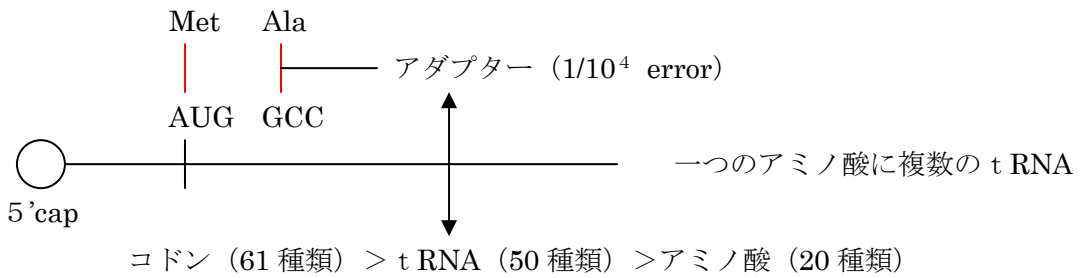 Met Ala
アダプター（1/10⁴ error）
AUG GCC
一つのアミノ酸に複数のｔRNA
５’cap
コドン（61 種類）＞ｔRNA（50 種類）＞アミノ酸（20 種類）